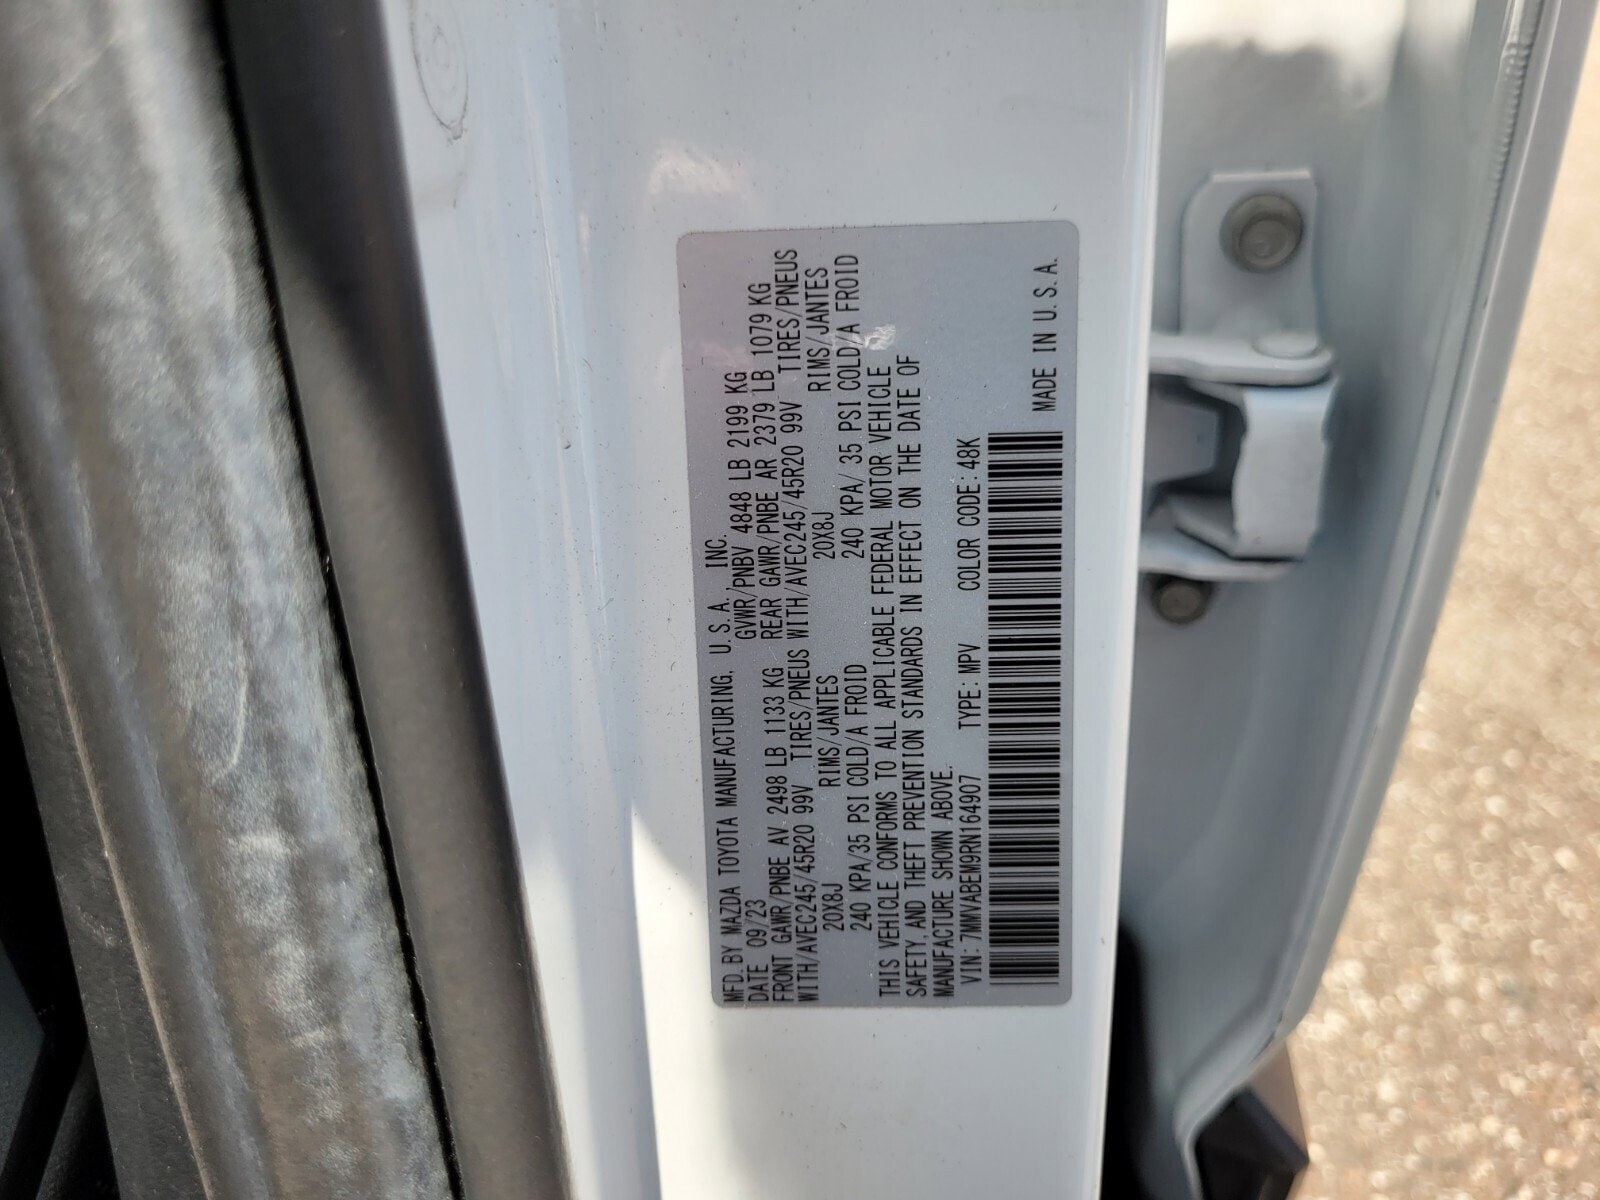 MFD. BY MAZDA TOYOTA MANUFACTURING, U. S. A., INC.
DATE 09/23 GVWR/PNBV 4848 LB 2199 KG
FRONT GAWR/PNBE AV 2498 LB 1133 KG REAR GAWR/PNBE AR 2379 LB 1079 KG
WITH/AVEC245/45R20 99V TIRES/PNEUS WITH/AVEC245/45R20 99V TIRES/PNEUS
20X8J RIMS/JANTES 20X8J RIMS/JANTES
240 KPA/35 PSI COLD/A FROID 240 KPA/ 35 PSI COLD/A FROID
THIS VEHICLE CONFORMS TO ALL APPLICABLE FEDERAL MOTOR VEHICLE
SAFETY, AND THEFT PREVENTION STANDARDS IN EFFECT ON THE DATE OF
MANUFACTURE SHOWN ABOVE.
VIN: 7MMVABEM9RN164907 TYPE: MPV COLOR CODE: 48K
MADE IN U. S. A.